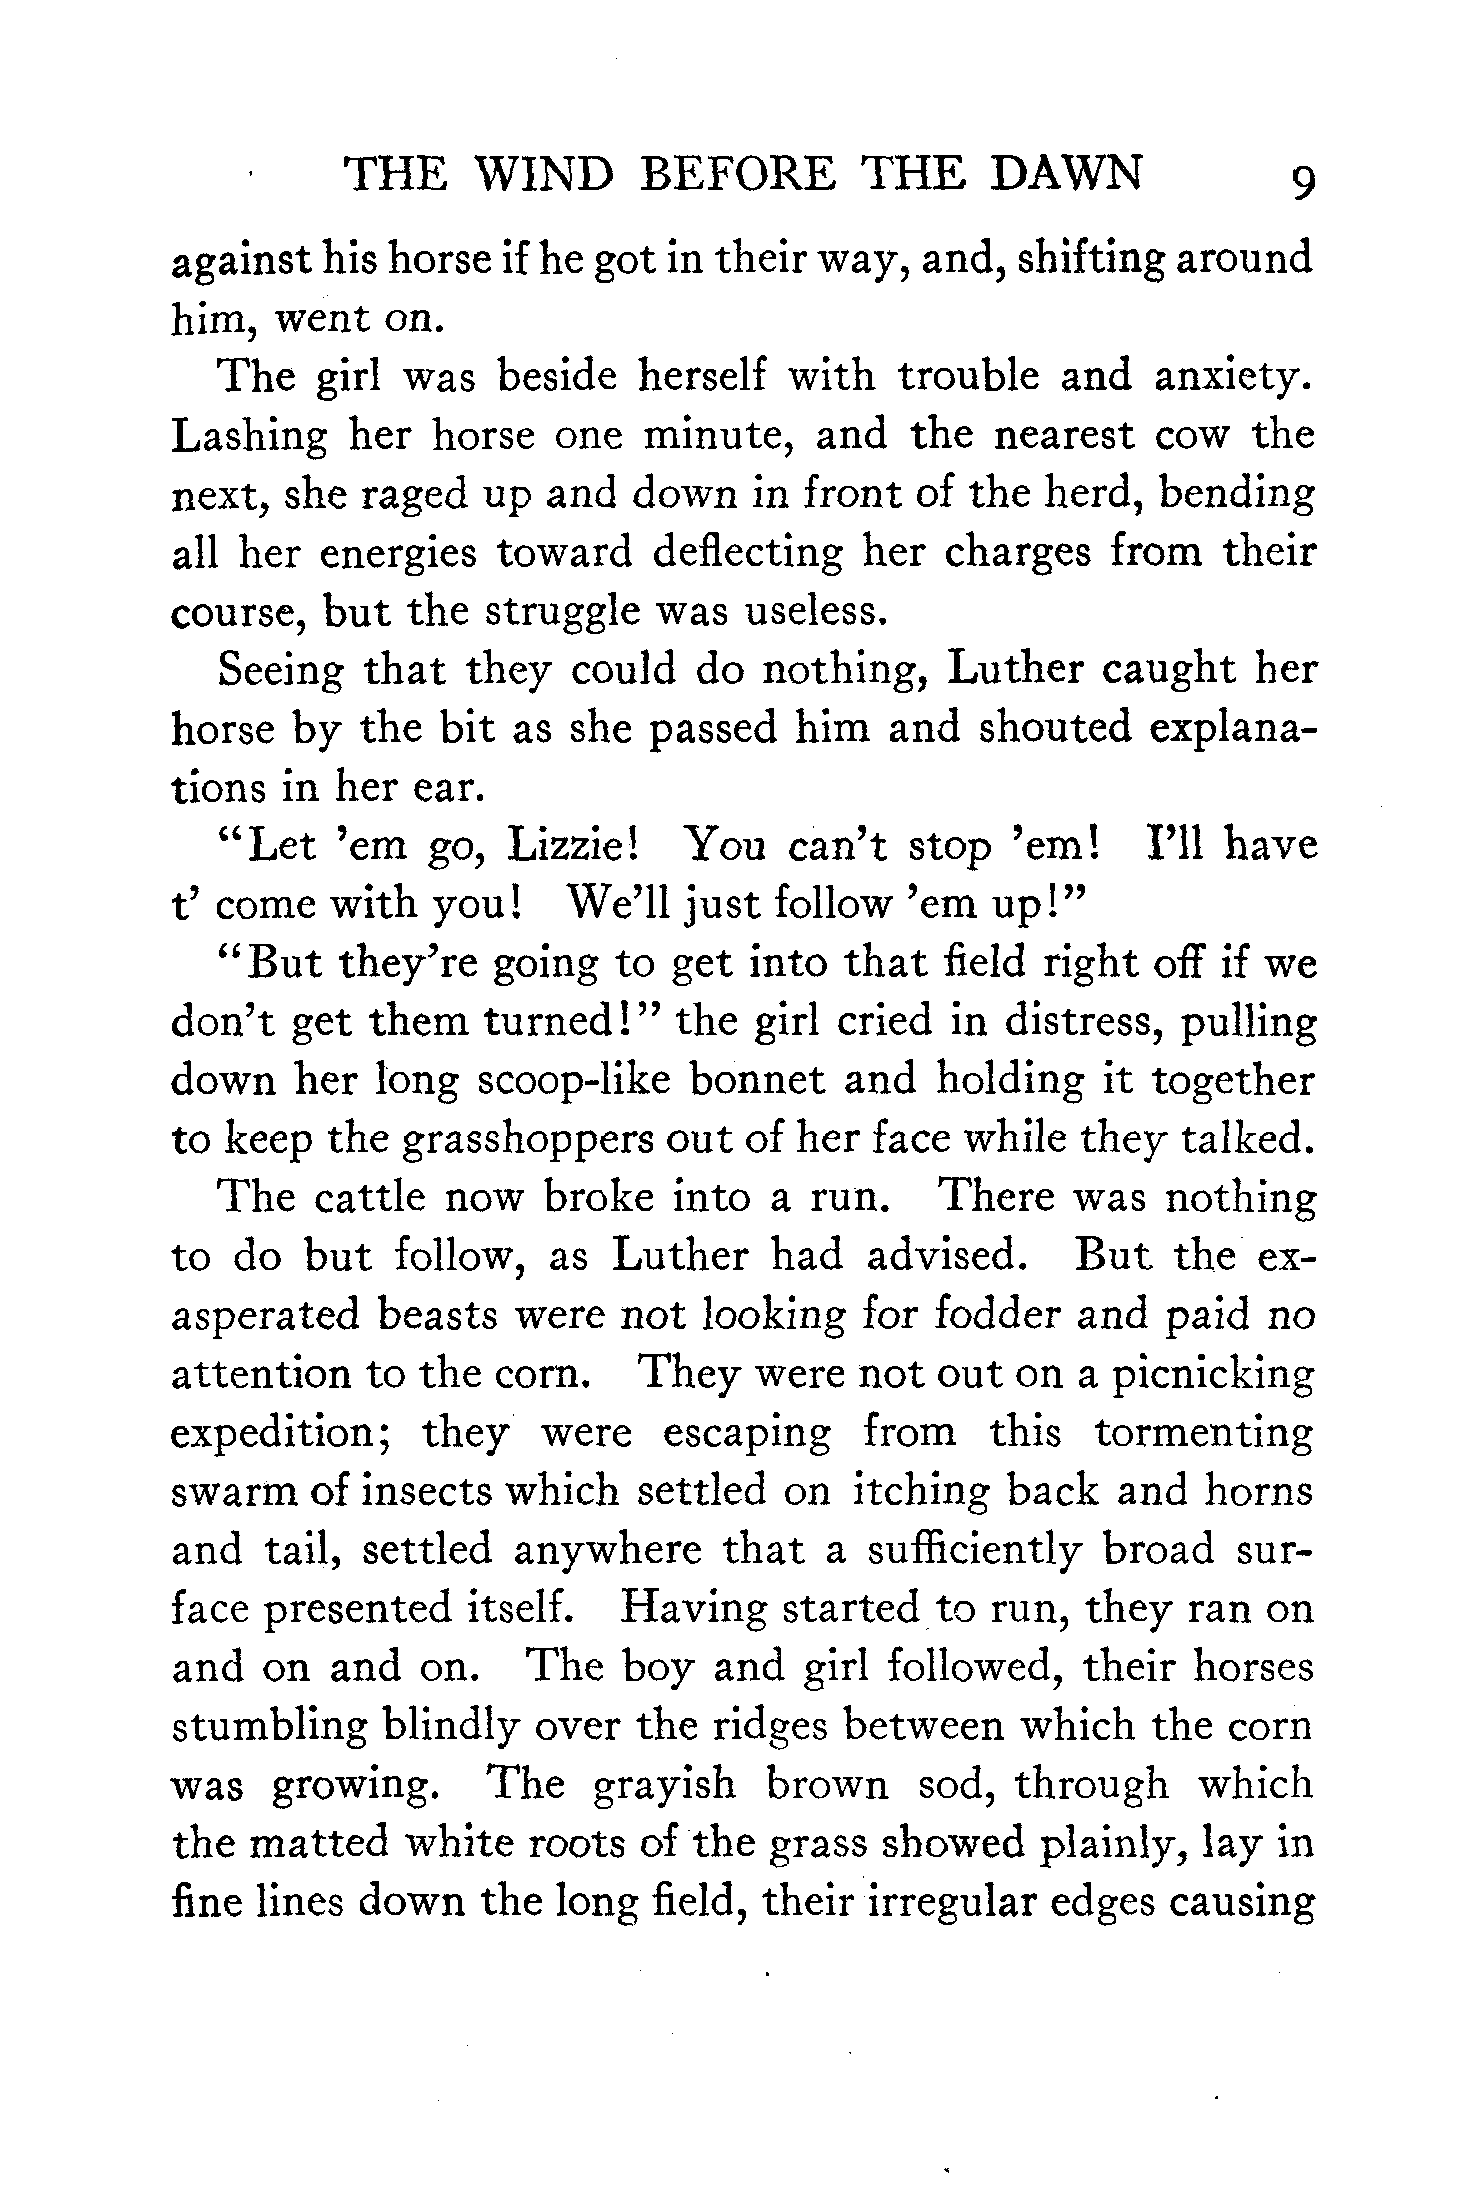 THE WIND BEFORE THE DAWN 9
against his horse if he got in their way, and, shifting around
him, went on.
The girl was beside herself with trouble and anxiety.
Lashing her horse one minute, and the nearest cow the
next, she raged up and down in front of the herd, bending
all her energies toward deflecting her charges from their
course, but the struggle was useless.
Seeing that they could do nothing, Luther caught her
horse by the bit as she passed him and shouted explana-
tions in her ear.
“Let ’em go, Lizzie! You can’t stop ’em! I’ll have
t’ come with you! We’ll just follow ’em up!”
“But they’re going to get into that field right off if we
don’t get them turned!” the girl cried in distress, pulling
down her long scoop-like bonnet and holding it together
to keep the grasshoppers out of her face while they talked.
The cattle now broke into a run. There was nothing
to do but follow, as Luther had advised. But the ex-
asperated beasts were not looking for fodder and paid no
attention to the corn. They were not out on a picnicking
expedition; they were escaping from this tormenting
swarm of insects which settled on itching back and horns
and tail, settled anywhere that a sufficiently broad sur-
face presented itself. Having started to run, they ran on
and on and on. The boy and girl followed, their horses
stumbling blindly over the ridges between which the corn
was growing. The grayish brown sod, through which
the matted white roots of the grass showed plainly, lay in
fine lines down the long field, their irregular edges causing